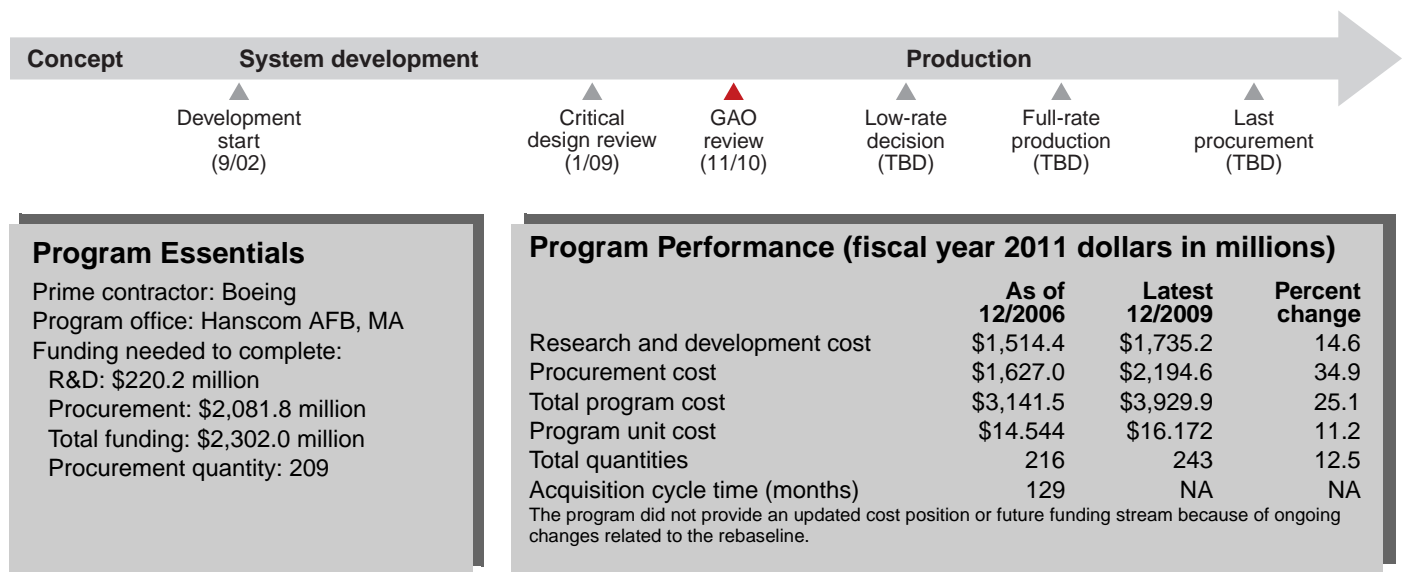 Concept System development Production
Development
start
(9/02)
Critical
design review
(1/09)
GAO
review
(11/10)
Low-rate
decision
(TBD)
Full-rate
production
(TBD)
Last
procurement
(TBD)
Program Essentials
Prime contractor: Boeing
Program office: Hanscom AFB, MA
Funding needed to complete:
R&D: $220.2 million
Procurement: $2,081.8 million
Total funding: $2,302.0 million
Procurement quantity: 209
Program Performance (fiscal year 2011 dollars in millions)
As of Latest Percent
12/2006 12/2009 change
Research and development cost $1,514.4 $1,735.2 14.6
Procurement cost $1,627.0 $2,194.6 34.9
Total program cost $3,141.5 $3,929.9 25.1
Program unit cost $14.544 $16.172 11.2
Total quantities 216 243 12.5
Acquisition cycle time (months) 129 NA NA
The program did not provide an updated cost position or future funding stream because of ongoing
changes related to the rebaseline.